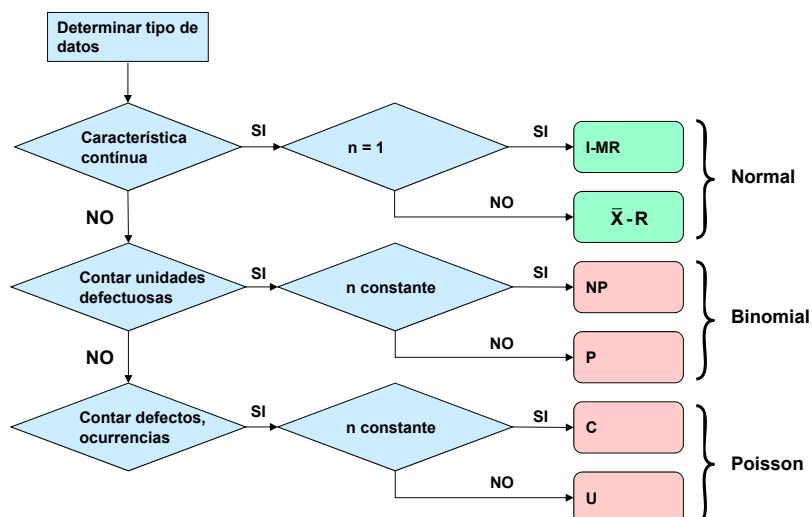 Determinar tipo de
datos
Característica
contínua
SI
n = 1
SI
I-MR
NO
X̄ - R
Normal
NO
Contar unidades
defectuosas
SI
n constante
SI
NP
NO
P
Binomial
NO
Contar defectos,
ocurrencias
SI
n constante
SI
C
NO
U
Poisson